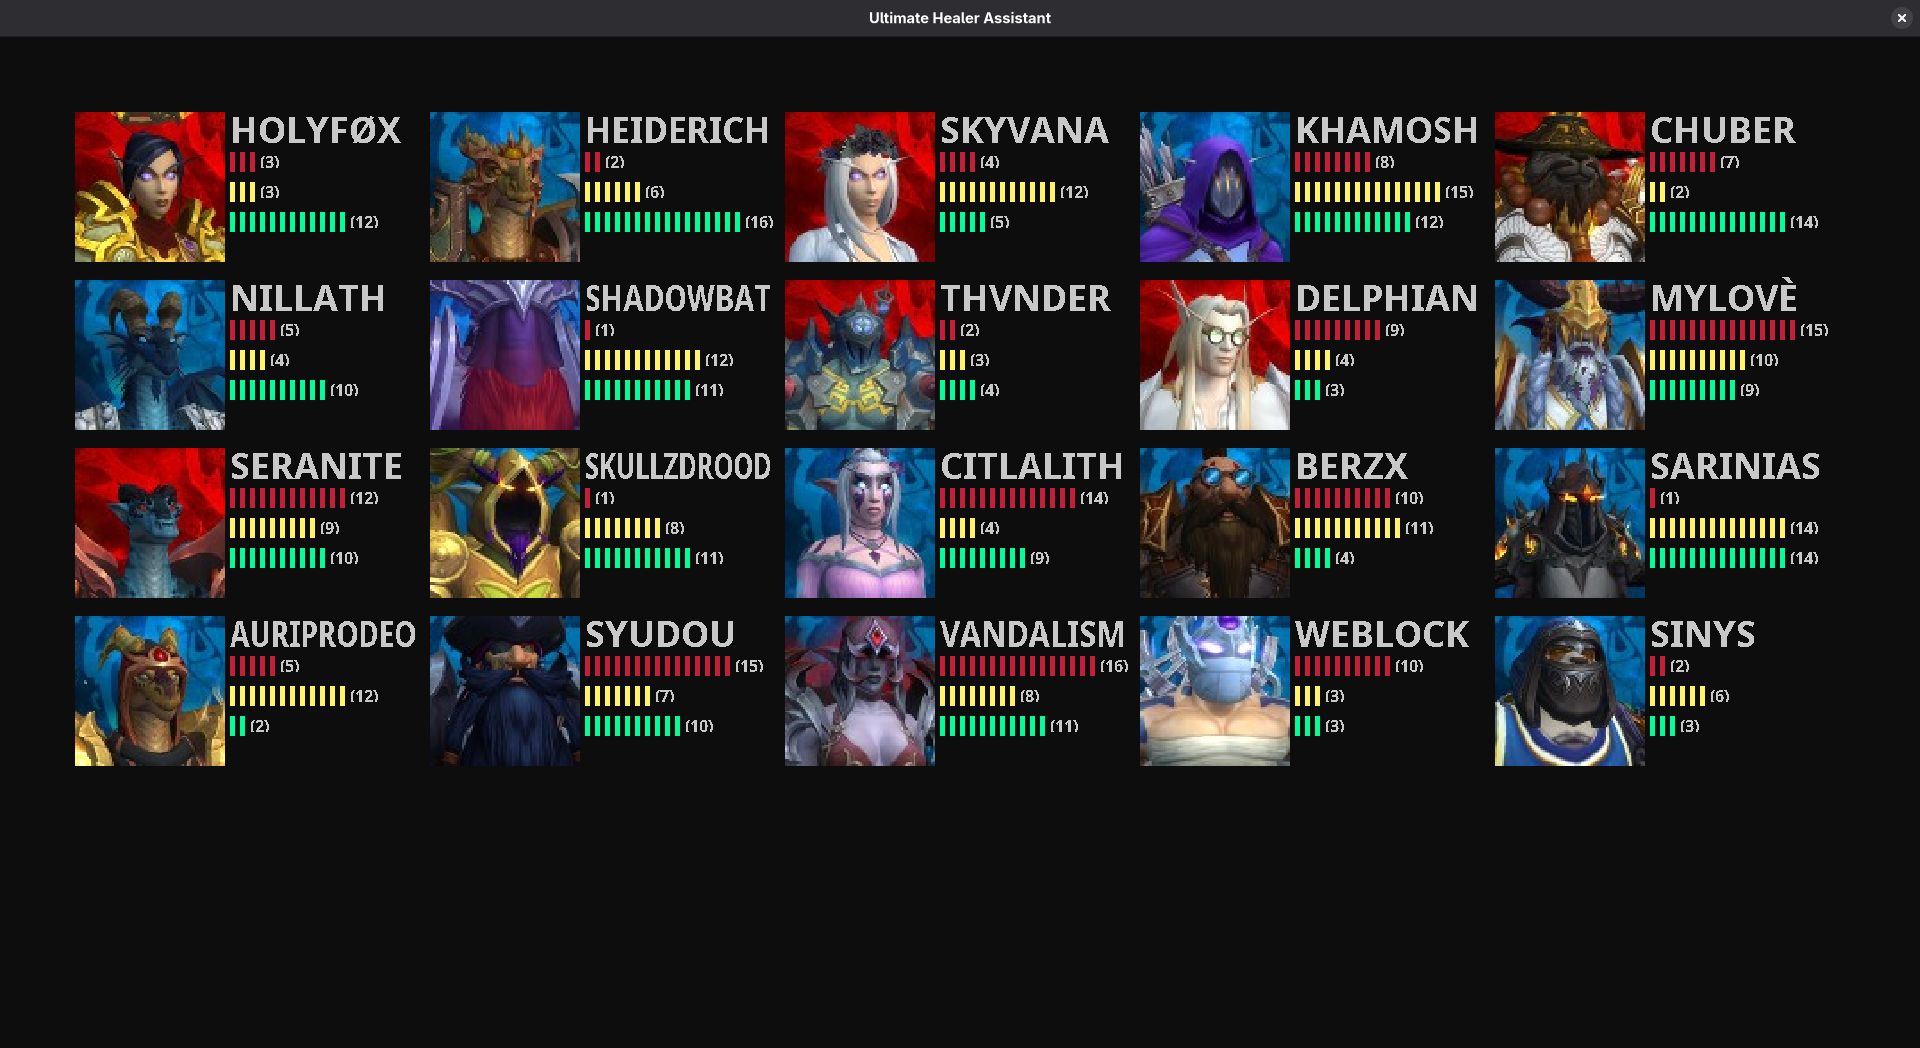 Ultimate Healer Assistant
HOLYFØX
(3)
(3)
(12)
HEIDERICH
(2)
(6)
(16)
SKYVANA
(4)
(12)
(5)
KHAMOSH
(8)
(15)
(12)
CHUBER
(7)
(2)
(14)
NILLATH
(5)
(4)
(10)
SHADOWBAT
(1)
(12)
(11)
THVNDER
(2)
(3)
(4)
DELPHIAN
(9)
(4)
(3)
MYLOVÈ
(15)
(10)
(9)
SERANITE
(12)
(9)
(10)
SKULLZDROOD
(1)
(8)
(11)
CITLALITH
(14)
(4)
(9)
BERZX
(10)
(11)
(4)
SARINIAS
(1)
(14)
(14)
AURIPRODEO
(5)
(12)
(2)
SYUDOU
(15)
(7)
(10)
VANDALISM
(16)
(8)
(11)
WEBLOCK
(10)
(3)
(3)
SINYS
(2)
(6)
(3)